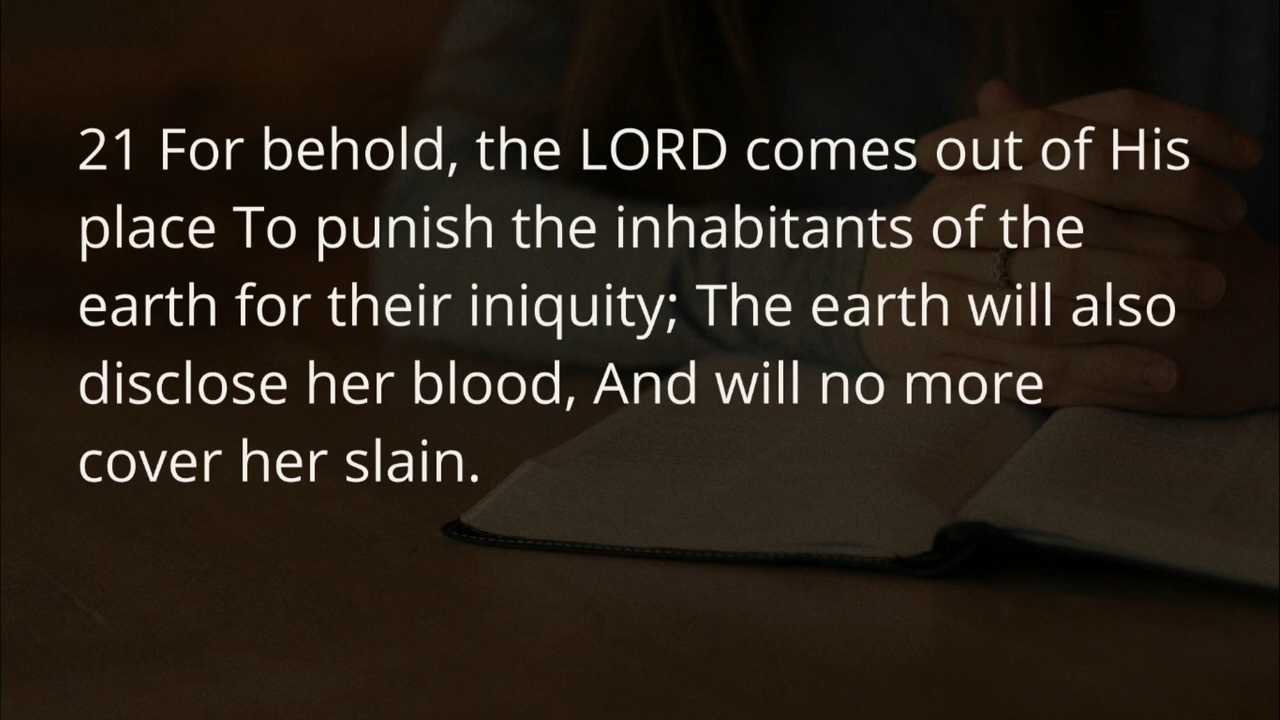 21 For behold, the LORD comes out of His
place To punish the inhabitants of the
earth for their iniquity; The earth will also
disclose her blood, And will no more
cover her slain.